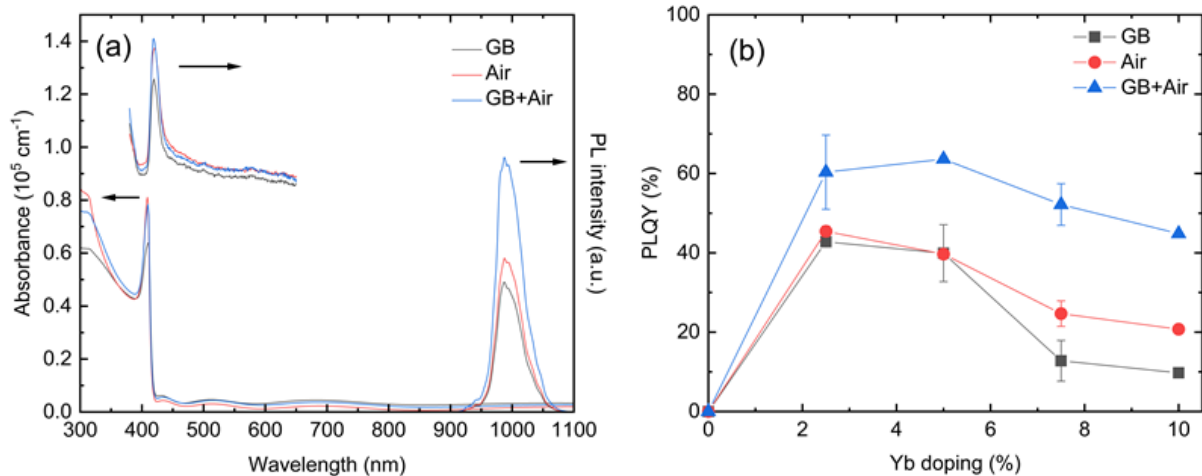 (a)
GB
Air
GB+Air
Absorbance (10⁵ cm⁻¹)
1.4
1.2
1.0
0.8
0.6
0.4
0.2
0.0
300 400 500 600 700 800 900 1000 1100
Wavelength (nm)
PL intensity (a.u.)
(b)
GB
Air
GB+Air
PLQY (%)
100
80
60
40
20
0
0 2 4 6 8 10
Yb doping (%)